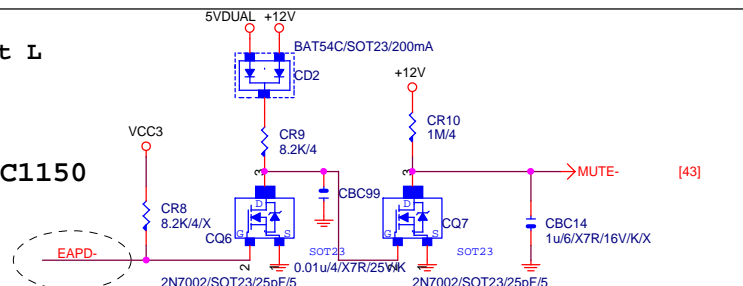 5VDUAL +12V
t L
BAT54C/SOT23/200mA
CD2
+12V
CR9
8.2K/4
CR10
1M/4
VCC3
C1150
3
3
MUTE-
[43]
CBC99
D
D
CR8
8.2K/4/X
CBC14
1u/6/X7R/16V/K/X
CQ6
G
S
CQ7
G
S
EAPD-
SOT23
SOT23
0.01u/4/X7R/25V/K
2
1
1
2N7002/SOT23/25pF/5
2N7002/SOT23/25pF/5